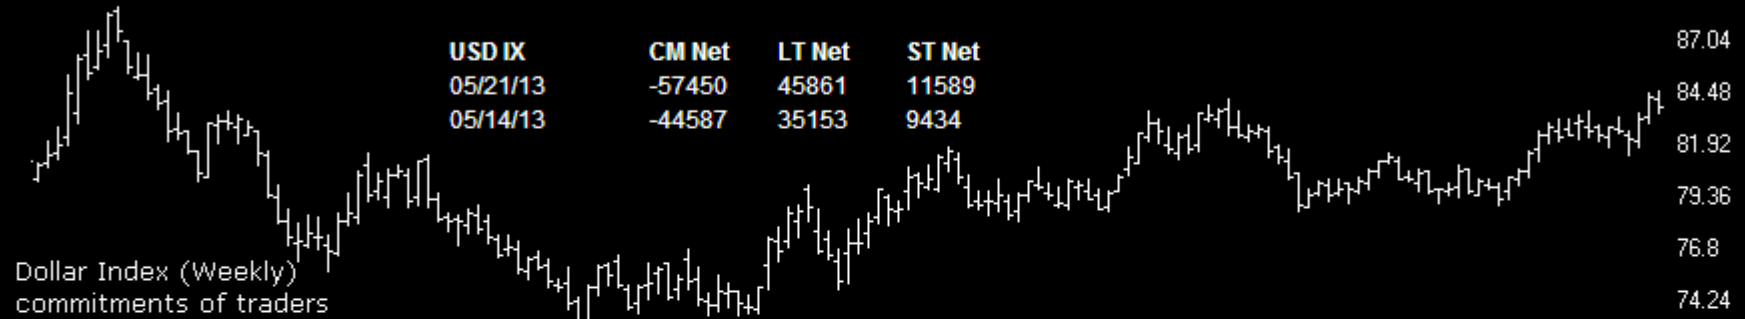 USD IX CM Net LT Net ST Net
05/21/13 -57450 45861 11589
05/14/13 -44587 35153 9434
87.04
84.48
81.92
79.36
76.8
74.24
Dollar Index (Weekly)
commitments of traders